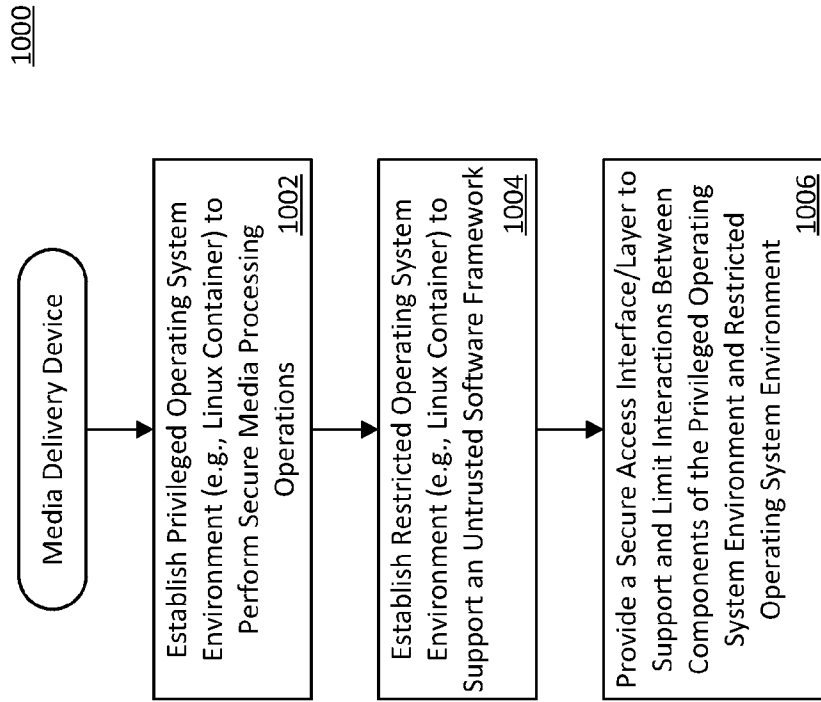 1000
Media Delivery Device
Establish Privileged Operating System
Environment (e.g., Linux Container) to
Perform Secure Media Processing
Operations
1002
Establish Restricted Operating System
Environment (e.g., Linux Container) to
Support an Untrusted Software Framework
1004
Provide a Secure Access Interface/Layer to
Support and Limit Interactions Between
Components of the Privileged Operating
System Environment and Restricted
Operating System Environment
1006